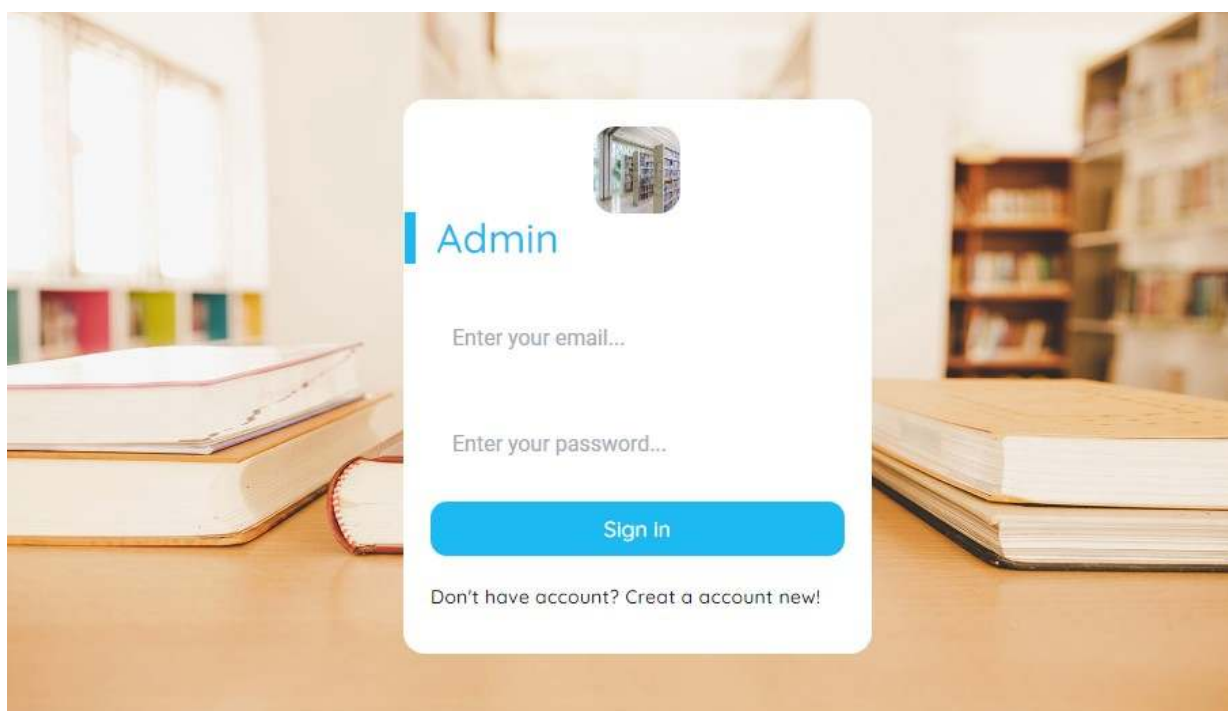 Admin
Enter your email...
Enter your password...
Sign in
Don't have account? Creat a account new!